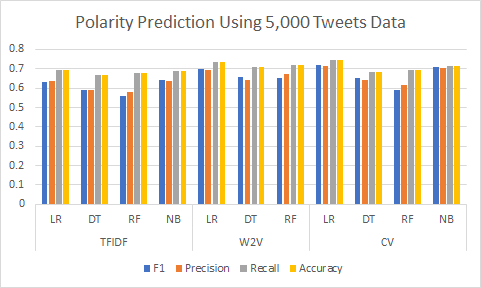 Polarity Prediction Using 5,000 Tweets Data
0.8
0.7
0.6
0.5
0.4
0.3
0.2
0.1
0
LR DT RF NB LR DT RF LR DT RF NB
TFIDF W2V CV
F1 Precision Recall Accuracy